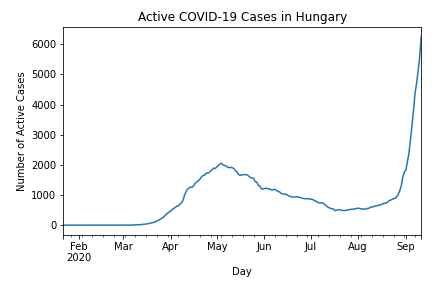 Active COVID-19 Cases in Hungary
Number of Active Cases
6000
5000
4000
3000
2000
1000
0
Feb Mar Apr May Jun Jul Aug Sep
2020
Day